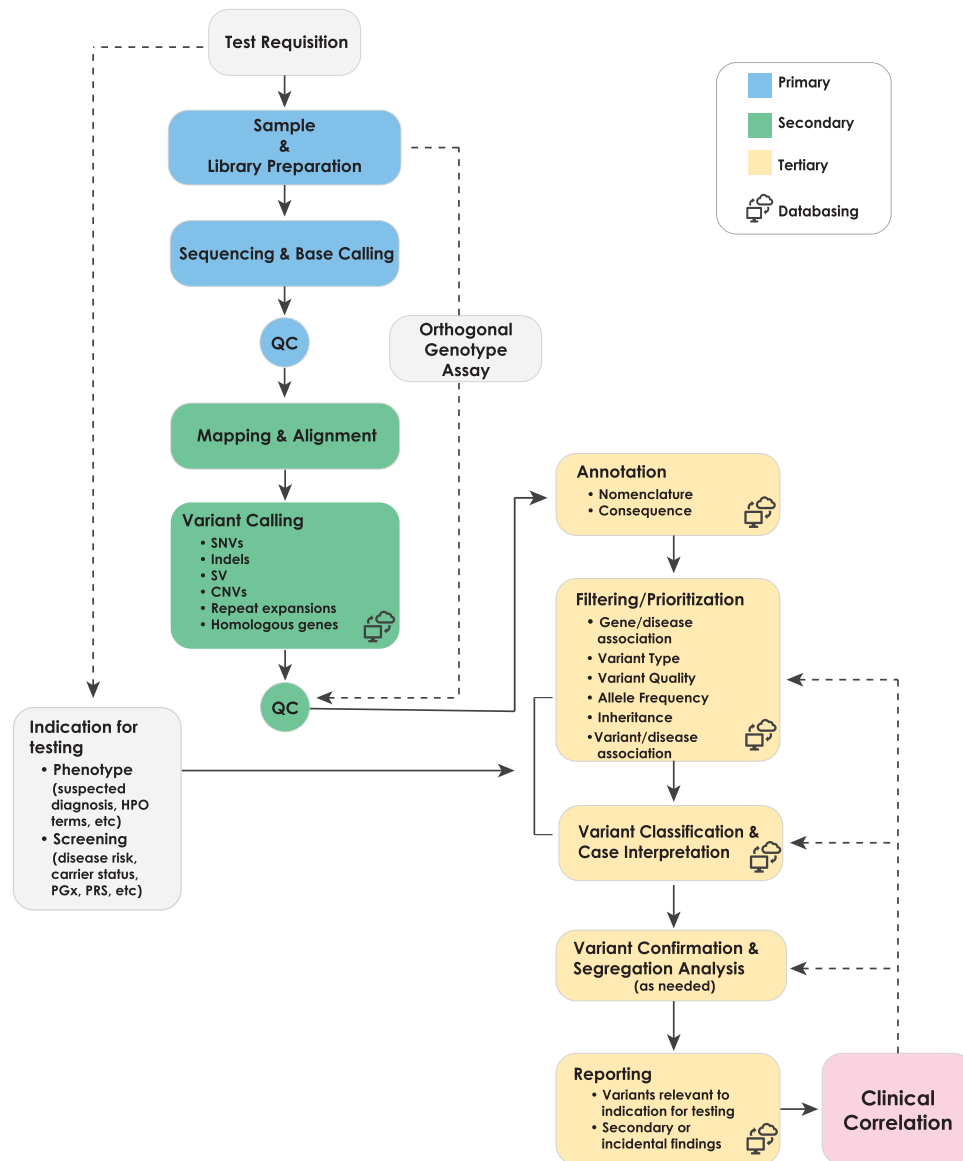 Test Requisition
Sample
&
Library Preparation
Sequencing & Base Calling
QC
Orthogonal
Genotype
Assay
Mapping & Alignment
Variant Calling
• SNVs
• Indels
• SV
• CNVs
• Repeat expansions
• Homologous genes
QC
Indication for
testing
• Phenotype
(suspected
diagnosis, HPO
terms, etc)
• Screening
(disease risk,
carrier status,
PGx, PRS, etc)
Primary
Secondary
Tertiary
Databasing
Annotation
• Nomenclature
• Consequence
Filtering/Prioritization
• Gene/disease
association
• Variant Type
• Variant Quality
• Allele Frequency
• Inheritance
•Variant/disease
association
Variant Classification &
Case Interpretation
Variant Confirmation &
Segregation Analysis
(as needed)
Reporting
• Variants relevant to
indication for testing
• Secondary or
incidental findings
Clinical
Correlation